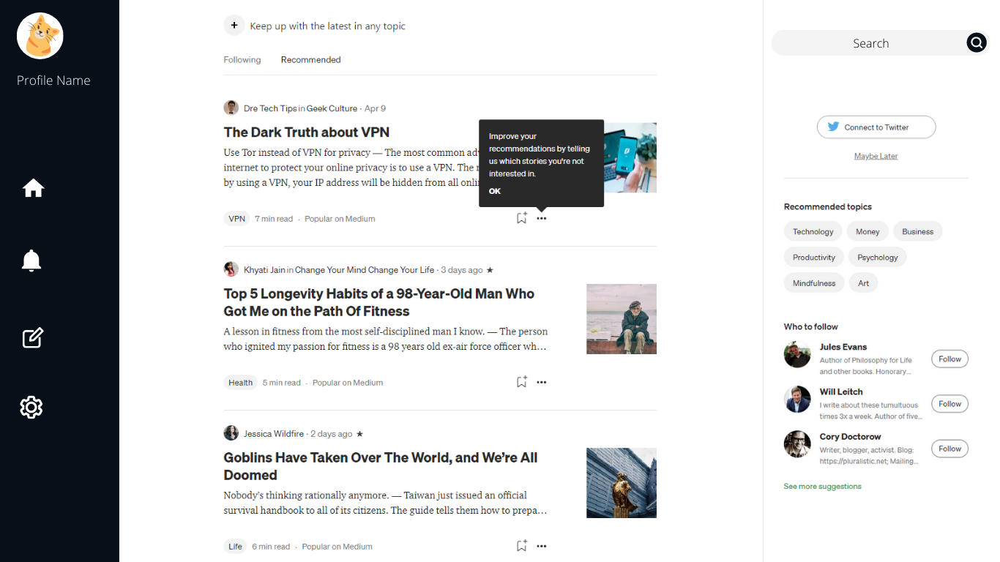 Profile Name
Keep up with the latest in any topic
Following
Recommended
Dre Tech Tips in Geek Culture · Apr 9
The Dark Truth about VPN
Use Tor instead of VPN for privacy — The most common
internet to protect your online privacy is to use a VPN. The
by using a VPN, your IP address will be hidden from all
Improve your
recommendations by telling
us which stories you're not
interested in.
OK
VPN
7 min read · Popular on Medium
Khyati Jain in Change Your Mind Change Your Life · 3 days ago ★
Top 5 Longevity Habits of a 98-Year-Old Man Who
Got Me on the Path Of Fitness
A lesson in fitness from the most self-disciplined man I know. — The person
who ignited my passion for fitness is a 98 years old ex-air force officer wh…
Health
5 min read · Popular on Medium
Jessica Wildfire · 2 days ago ★
Goblins Have Taken Over The World, and We’re All
Doomed
Nobody’s thinking rationally anymore. — Taiwan just issued an official
survival handbook to all of its citizens. The guide tells them how to prepa…
Life
6 min read · Popular on Medium
Search
Connect to Twitter
Maybe Later
Recommended topics
Technology
Money
Business
Productivity
Psychology
Mindfulness
Art
Who to follow
Jules Evans
Author of Philosophy for Life
and other books. Honorary…
Follow
Will Leitch
I write about these tumultuous
times 3x a week. Author of five…
Follow
Cory Doctorow
Writer, blogger, activist. Blog:
https://pluralistic.net; Mailing…
Follow
See more suggestions